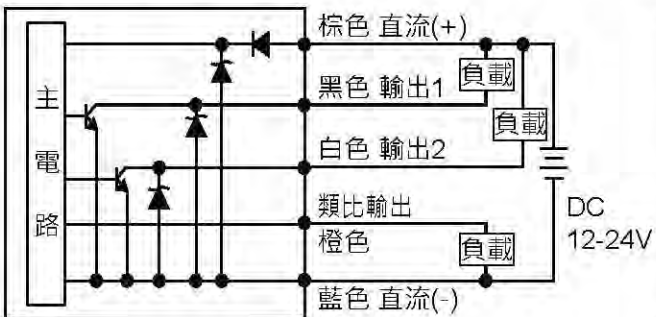 棕色 直流(+)
主電路
黑色 輸出1
負載
負載
白色 輸出2
類比輸出
橙色
負載
DC
12-24V
藍色 直流(-)